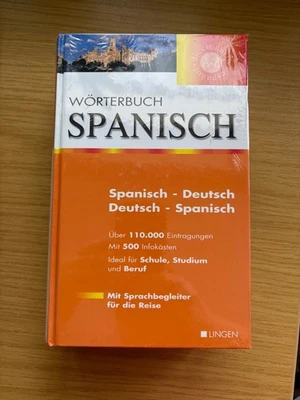 WÖRTERBUCH
SPANISCH
Spanisch - Deutsch
Deutsch - Spanisch
Über 110.000 Eintragungen
Mit 500 Infokästen
Ideal für Schule, Studium
und Beruf
Mit Sprachbegleiter
für die Reise
LINGEN